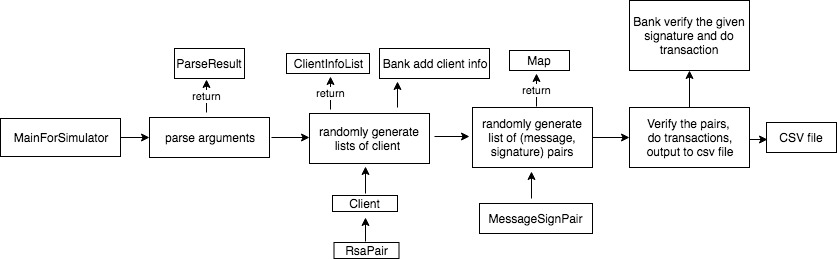 Bank verify the given
signature and do
transaction
ParseResult
ClientInfoList
Bank add client info
Map
return
return
return
MainForSimulator
parse arguments
randomly generate
lists of client
randomly generate
list of (message,
signature) pairs
Verify the pairs,
do transactions,
output to csv file
CSV file
Client
MessageSignPair
RsaPair